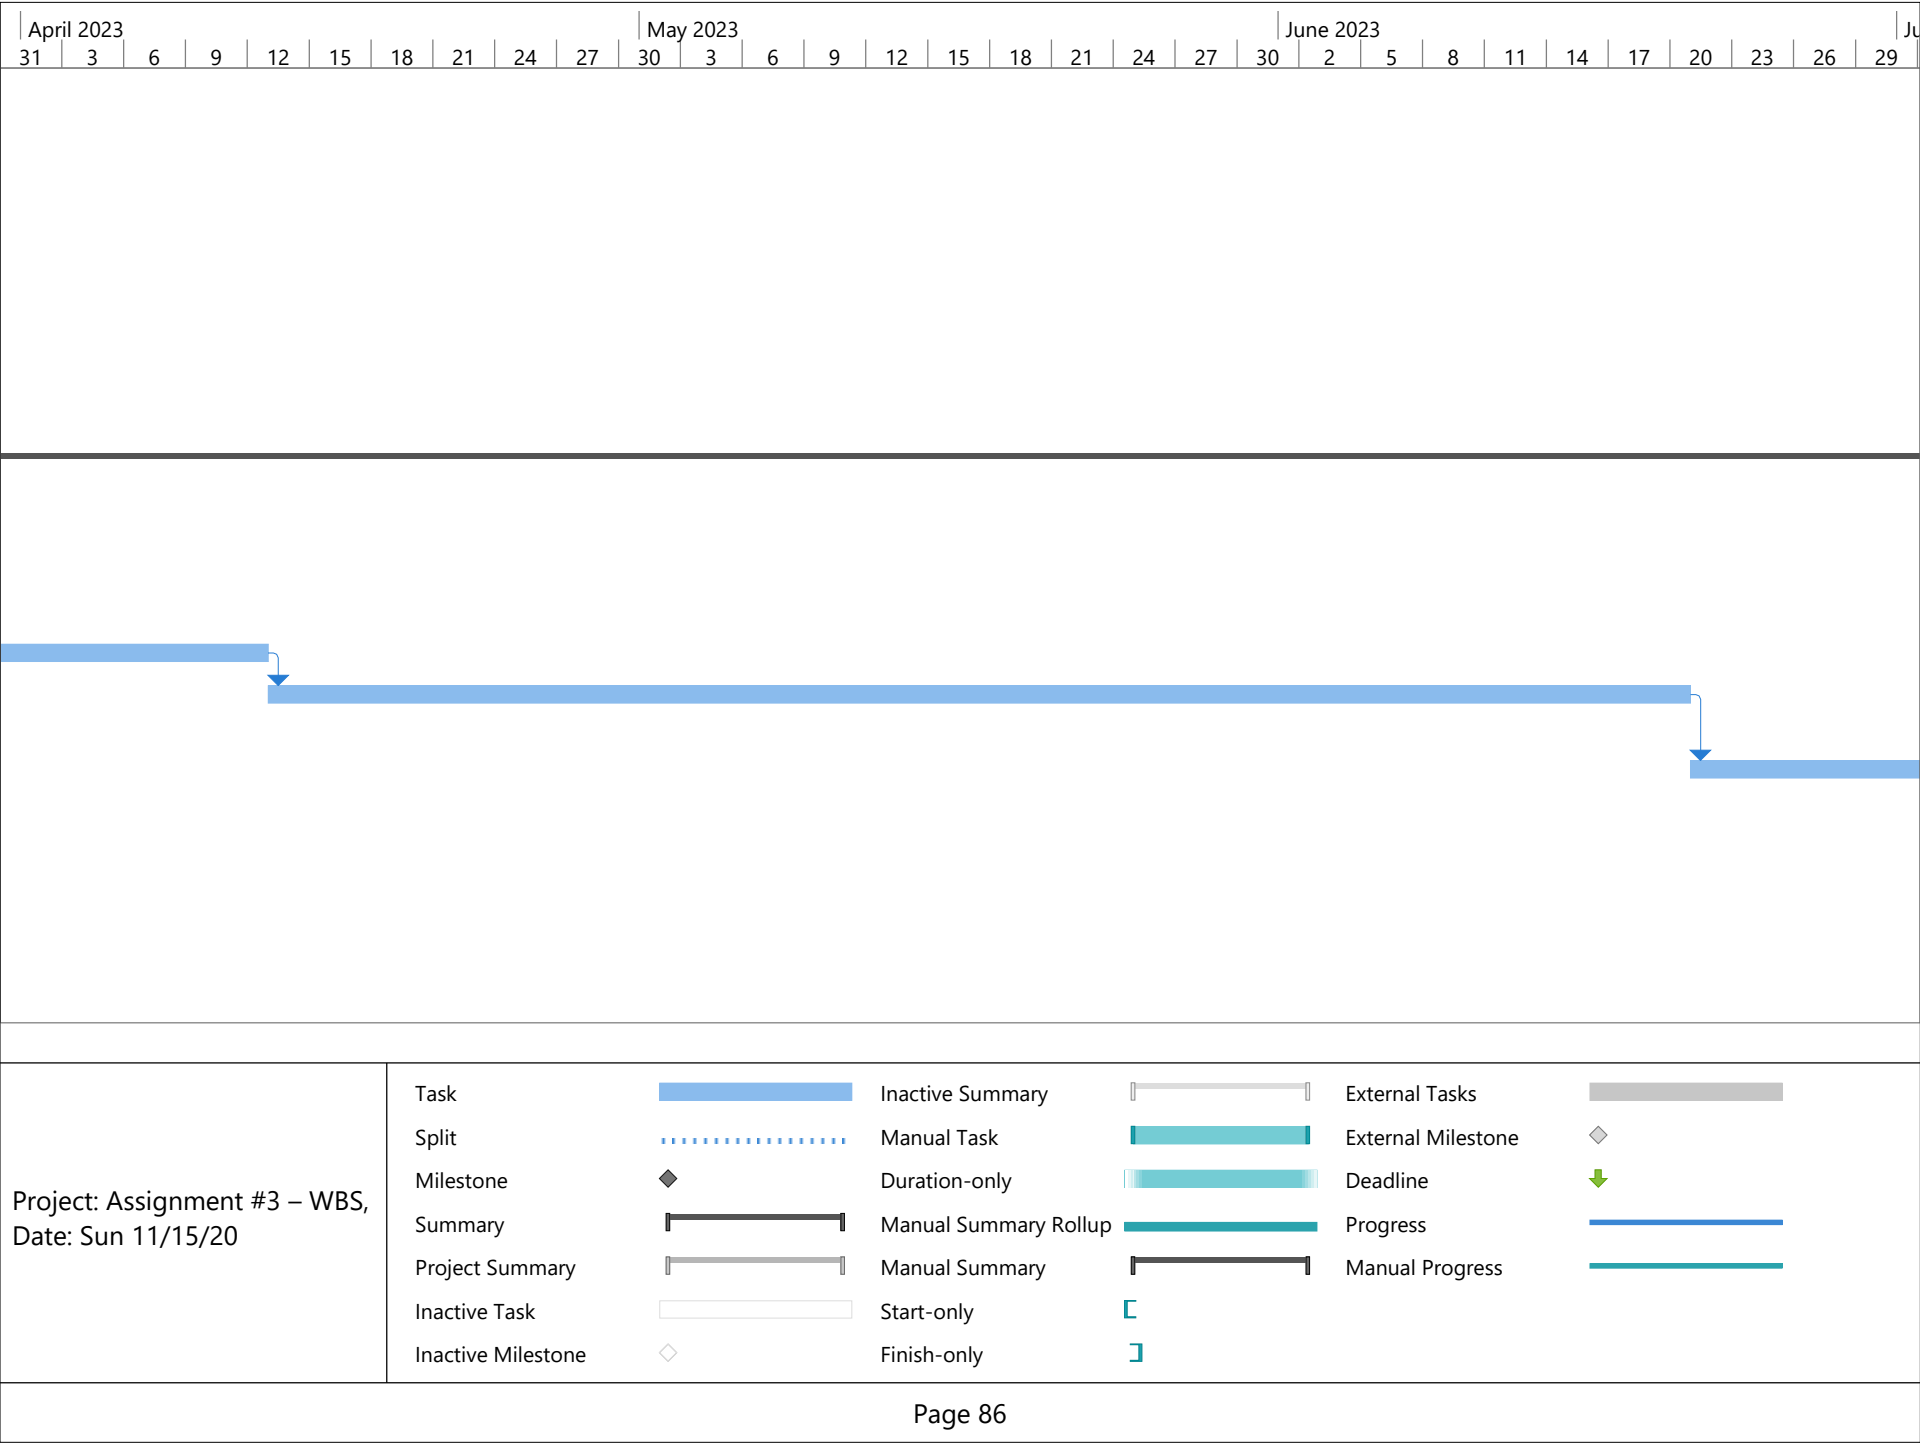 April 2023 May 2023 June 2023 Ju
31 3 6 9 12 15 18 21 24 27 30 3 6 9 12 15 18 21 24 27 30 2 5 8 11 14 17 20 23 26 29
Project: Assignment #3 – WBS,
Date: Sun 11/15/20
Task
Split
Milestone
Summary
Project Summary
Inactive Task
Inactive Milestone
Inactive Summary
Manual Task
Duration-only
Manual Summary Rollup
Manual Summary
Start-only
Finish-only
External Tasks
External Milestone
Deadline
Progress
Manual Progress
Page 86